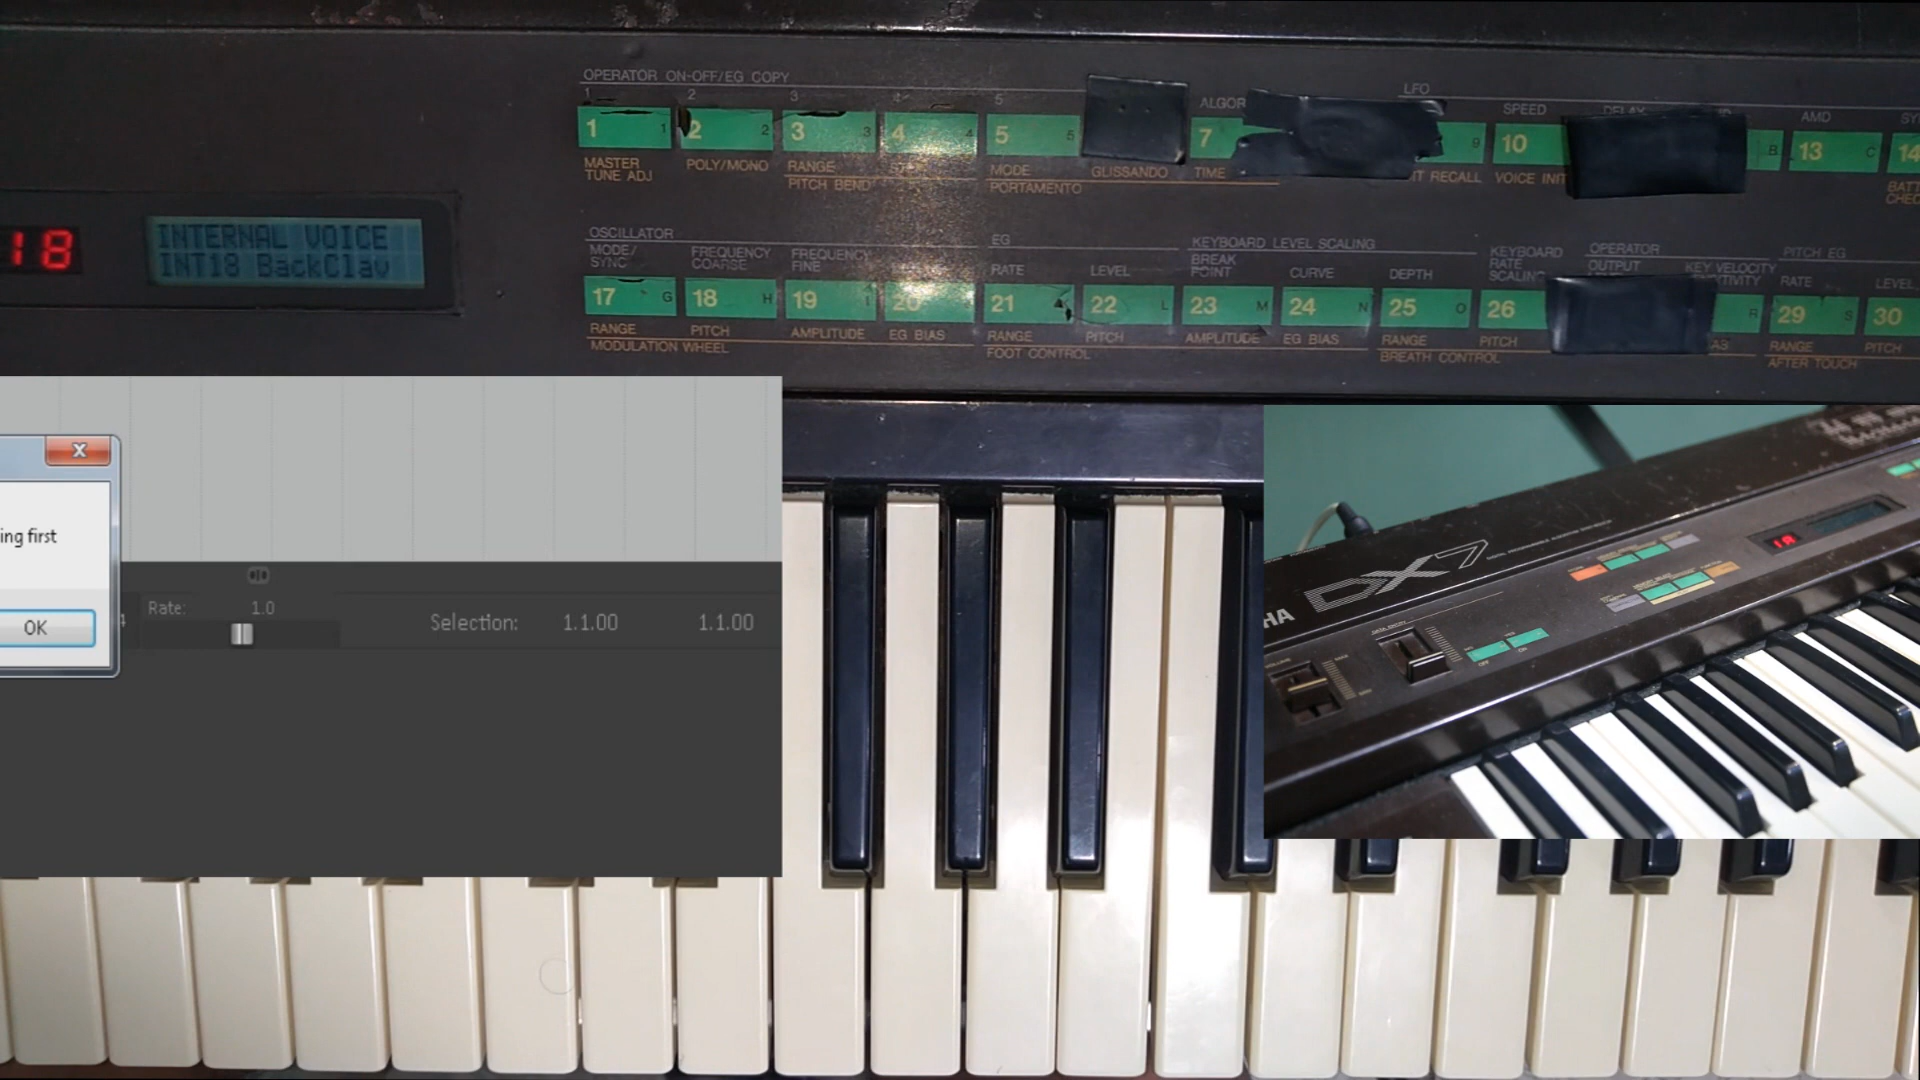 OPERATOR ON-OFF/EG COPY
LFO
1 2 3 4 5
SPEED
AMD
1 1 2 2 3 3 4 4 5 5 7 9 10 B 13 C 14
MASTER TUNE ADJ
POLY/MONO
RANGE
PITCH BEND
MODE
PORTAMENTO
GLISSANDO
TIME
IT RECALL
VOICE INIT
18
INTERNAL VOICE
INT18 BackClav
OSCILLATOR
EG
KEYBOARD LEVEL SCALING
OPERATOR
PITCH EG
MODE/
SYNC
FREQUENCY
COARSE
FREQUENCY
FINE
RATE
LEVEL
BREAK
POINT
CURVE
DEPTH
KEYBOARD
RATE
SCALING
OUTPUT
KEY VELOCITY
RATE
LEVEL
17 G 18 H 19 I 20 21 22 L 23 M 24 N 25 O 26 R 29 S 30
RANGE
PITCH
AMPLITUDE
EG BIAS
MODULATION WHEEL
RANGE
PITCH
AMPLITUDE
EG BIAS
FOOT CONTROL
RANGE
PITCH
BREATH CONTROL
RANGE
PITCH
AFTER TOUCH
X
ing first
OK
Rate:
1.0
Selection:
1.1.00
1.1.00
HA
DX7